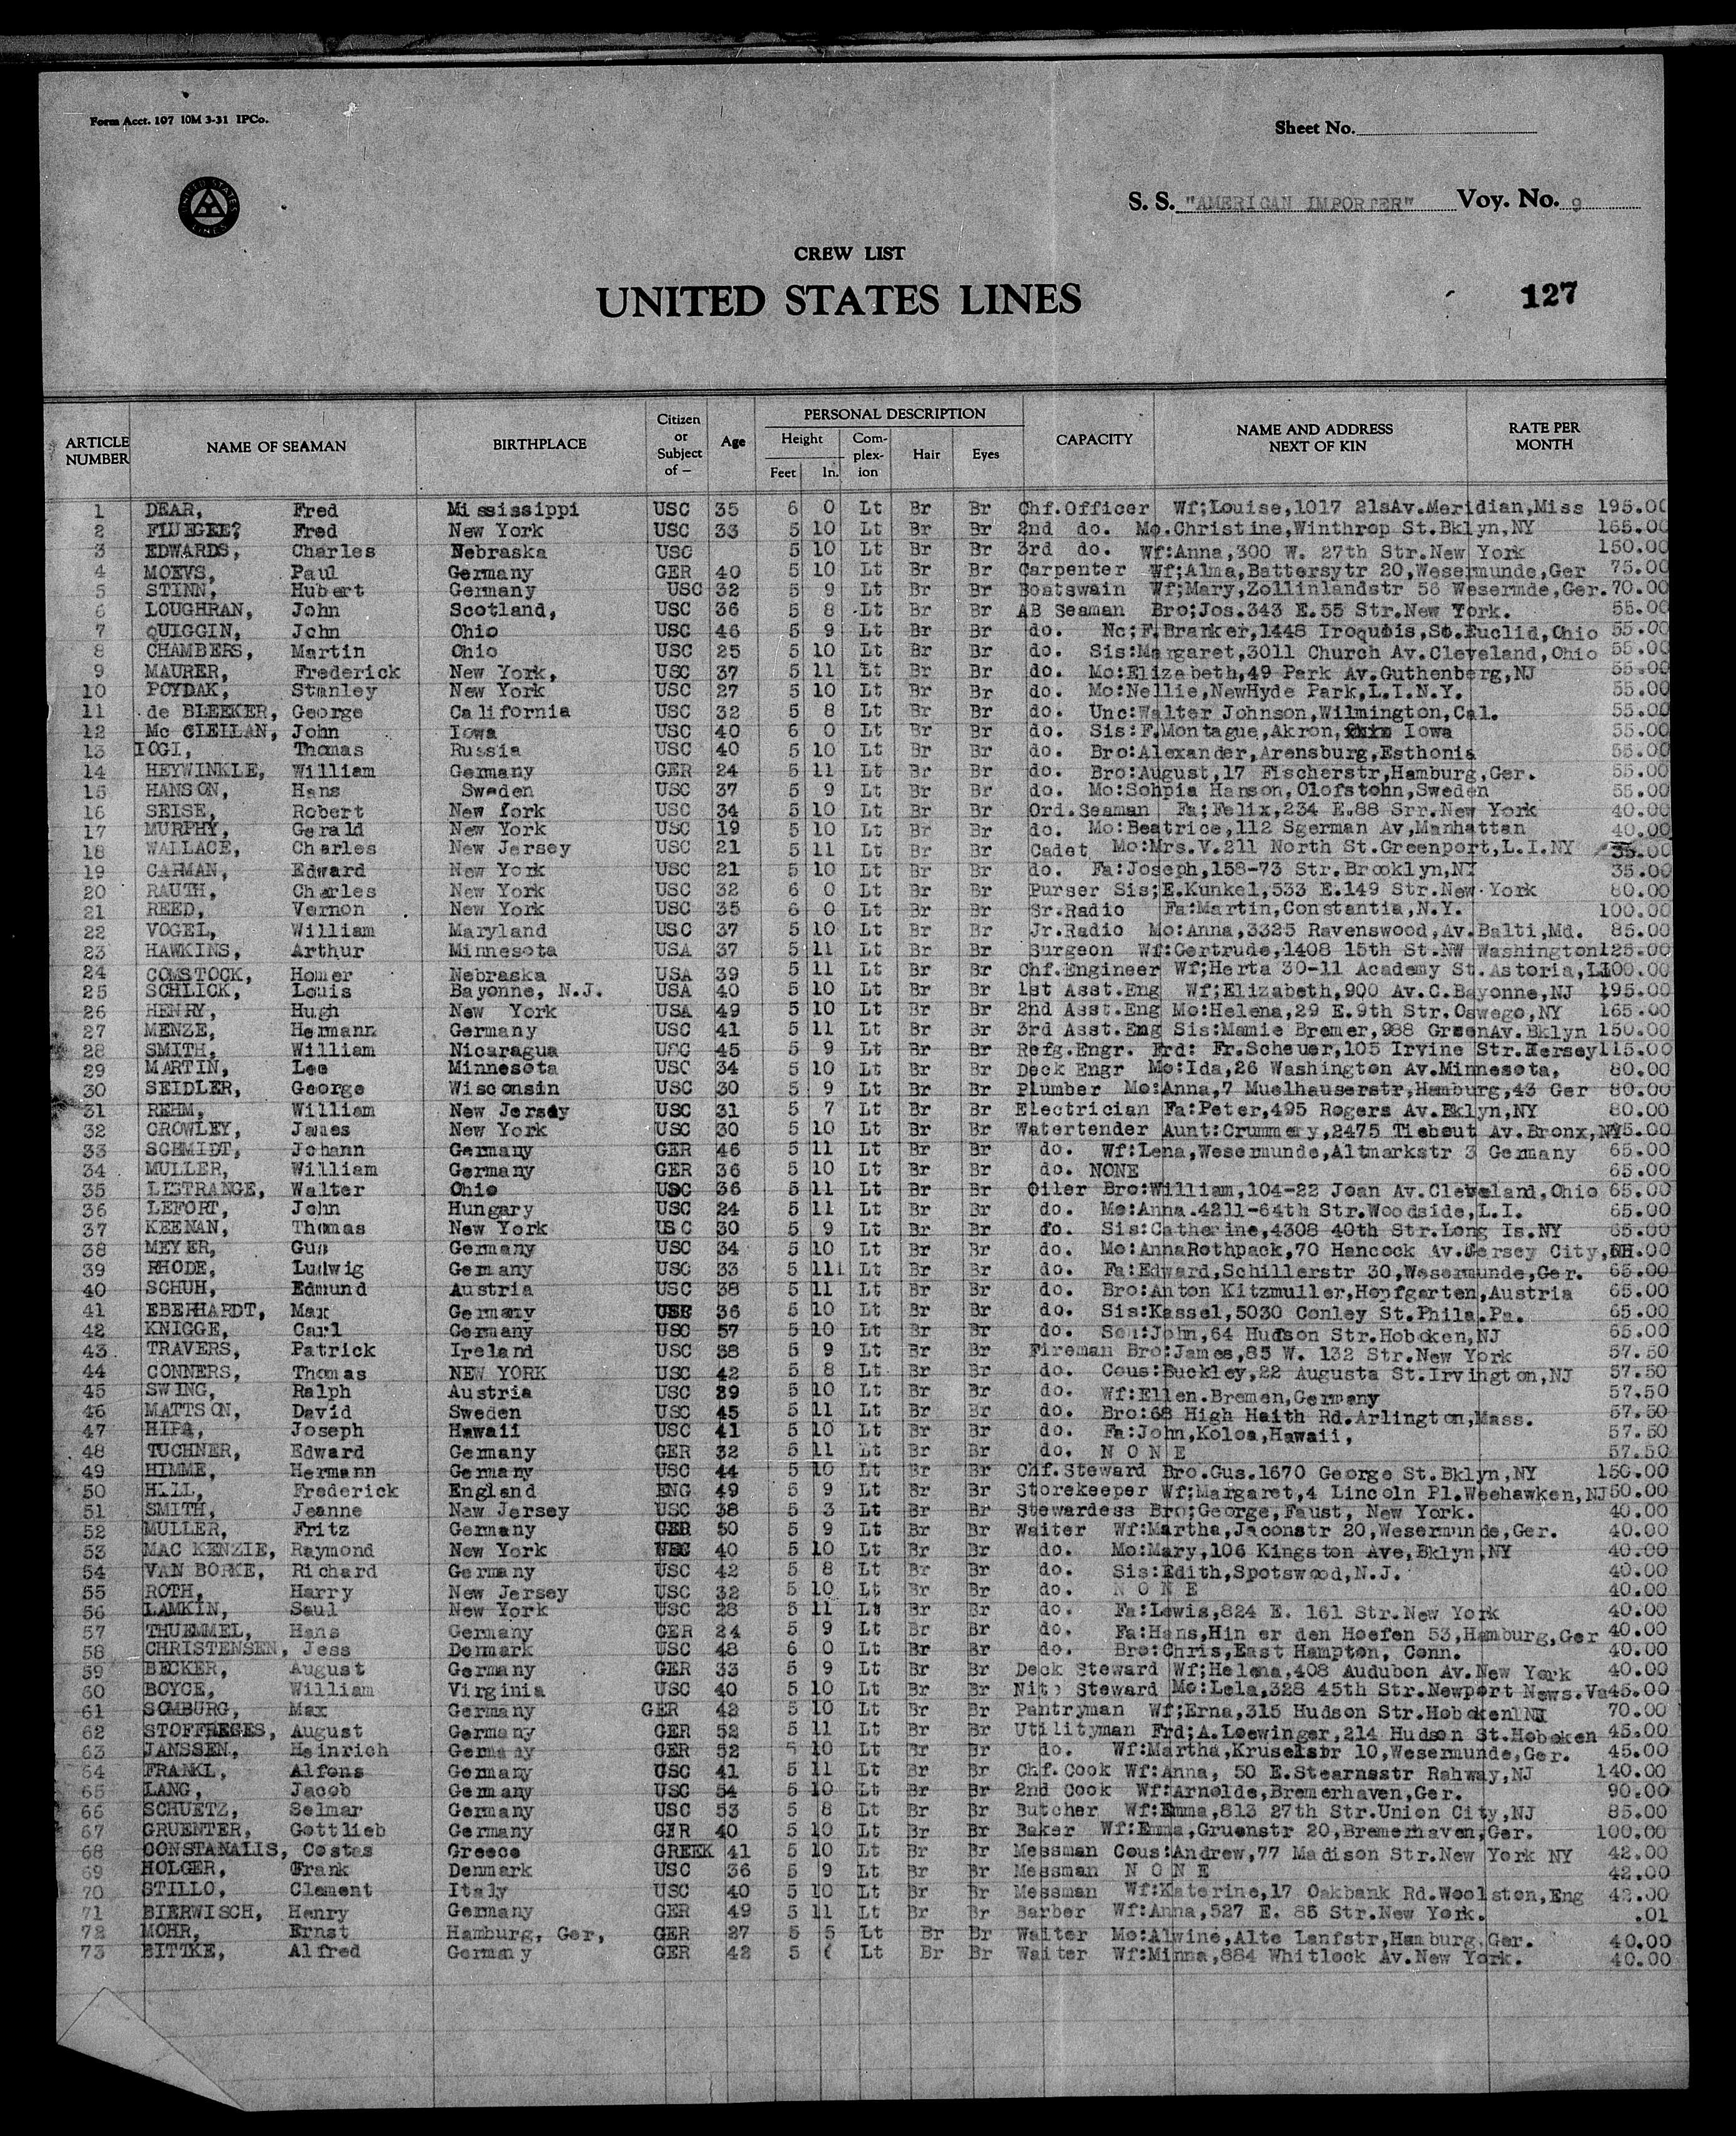 Form Acct. 107 10M 3-31 IPCo.
Sheet No.
UNITED STATES LINES
S. S. "AMERICAN IMPORTER" Voy. No. 9
CREW LIST
UNITED STATES LINES
127
ARTICLE NUMBER NAME OF SEAMAN BIRTHPLACE Citizen or Subject of — Age PERSONAL DESCRIPTION Height Feet In. Com-plex-ion Hair Eyes CAPACITY NAME AND ADDRESS NEXT OF KIN RATE PER MONTH
1 DEAR, Fred Mississippi USC 35 6 0 Lt Br Br Chf.Officer Wf;Louise,1017 21sAv.Meridian,Miss 195.00
2 FLUEGEE? Fred New York USC 33 5 10 Lt Br Br 2nd do. Mo.Christine,Winthrop St.Bklyn,NY 165.00
3 EDWARDS, Charles Nebraska USC 5 10 Lt Br Br 3rd do. Wf:Anna,300 W. 27th Str.New York 150.00
4 MOEVS, Paul Germany GER 40 5 10 Lt Br Br Carpenter Wf;Alma,Battersytr 20,Wesermunde,Ger 75.00
5 STINN, Hubert Germany USC 32 5 9 Lt Br Br Boatswain Wf;Mary,Zollinlandstr 56 Wesermde,Ger. 70.00
6 LOUGHRAN, John Scotland, USC 36 5 8 Lt Br Br AB Seaman Bro;Jos.343 E.55 Str.New York. 55.00
7 QUIGGIN, John Ohio USC 46 5 9 Lt Br Br do. Nc;F.Branker,1448 Iroquois,So.Euclid,Ohio 55.00
8 CHAMBERS, Martin Ohio USC 25 5 10 Lt Br Br do. Sis:Margaret,3011 Church Av.Cleveland,Ohio 55.00
9 MAURER, Frederick New York, USC 37 5 11 Lt Br Br do. Mo:Elizabeth,49 Park Av.Guthenberg,NJ 55.00
10 POYDAK, Stanley New York USC 27 5 10 Lt Br Br do. Mo:Nellie,NewHyde Park,L.I.N.Y. 55.00
11 de BLEEKER, George California USC 32 5 8 Lt Br Br do. Unc:Walter Johnson,Wilmington,Cal. 55.00
12 Mc CLELLAN, John Iowa USC 40 6 0 Lt Br Br do. Sis:F.Montague,Akron, Iowa 55.00
13 IOGI, Thomas Russia USC 40 5 10 Lt Br Br do. Bro:Alexander,Arensburg,Esthonia 55.00
14 HEYWINKLE, William Germany GER 24 5 11 Lt Br Br do. Bro:August,17 Fischerstr,Hamburg,Ger. 55.00
15 HANSON, Hans Sweden USC 37 5 9 Lt Br Br do. Mo:Sohpia Hanson,Olofstohn,Sweden 55.00
16 SEISE, Robert New York USC 34 5 10 Lt Br Br Ord.Seaman Fa;Felix,234 E.88 Srr.New York 40.00
17 MURPHY, Gerald New York USC 19 5 10 Lt Br Br do. Mo:Beatrice,112 Sgerman Av,Manhattan 40.00
18 WALLACE, Charles New Jersey USC 21 5 11 Lt Br Br Cadet Mo:Mrs.V.211 North St.Greenport,L.I.NY 35.00
19 CARMAN, Edward New York USC 21 5 10 Lt Br Br do. Fa:Joseph,158-73 Str.Brooklyn,NY 35.00
20 RAUTH, Charles New York USC 32 6 0 Lt Br Br Purser Sis;E.Kunkel,533 E.149 Str.New York 80.00
21 REED, Vernon New York USC 35 6 0 Lt Br Br Sr.Radio Fa:Martin,Constantia,N.Y. 100.00
22 VOGEL, William Maryland USC 37 5 10 Lt Br Br Jr.Radio Mo:Anna,3325 Ravenswood,Av.Balti,Md. 85.00
23 HAWKINS, Arthur Minnesota USA 37 5 11 Lt Br Br Surgeon Wf:Gertrude,1408 15th St.NW Washington125.00
24 COMSTOCK, Homer Nebraska USA 39 5 11 Lt Br Br Chf.Engineer Wf;Herta 30-11 Academy St.Astoria,LI 100.00
25 SCHLICK, Louis Bayonne, N.J. USA 40 5 10 Lt Br Br 1st Asst.Eng Wf;Elizabeth,900 Av.C.Bayonne,NJ 195.00
26 HENRY, Hugh New York USA 49 5 10 Lt Br Br 2nd Asst.Eng Mo:Helena,29 E.9th Str.Oswego,NY 165.00
27 MENZE, Hermann Germany USC 41 5 11 Lt Br Br 3rd Asst.Eng Sis:Mamie Bremer,988 GreenAv.Bklyn 150.00
28 SMITH, William Nicaragua USC 45 5 9 Lt Br Br Refg.Engr. Frd: Fr.Scheuer,105 Irvine Str.Hersey115.00
29 MARTIN, Lee Minnesota USC 34 5 10 Lt Br Br Deck Engr Mo:Ida,26 Washington Av.Minnesota, 80.00
30 SEIDLER, George Wisconsin USC 30 5 9 Lt Br Br Plumber Mo:Anna,7 Muelhauserstr,Hamburg,43 Ger 80.00
31 REHM, William New Jersey USC 31 5 7 Lt Br Br Electrician Fa:Peter,495 Rogers Av.Bklyn,NY 80.00
32 CROWLEY, James New York USC 30 5 10 Lt Br Br Watertender Aunt:Crummery,2475 Tiebout Av.Bronx,NY 65.00
33 SCHMIDT, Johann Germany GER 46 5 11 Lt Br Br do. Wf:Lena,Wesermunde,Altmarkstr 3 Germany 65.00
34 MULLER, William Germany GER 36 5 10 Lt Br Br do. NONE 65.00
35 LESTRANGE, Walter Ohio USC 36 5 11 Lt Br Br Oiler Bro:William,104-22 Joan Av.Cleveland,Ohio 65.00
36 LEFORT, John Hungary USC 24 5 11 Lt Br Br do. Mo:Anna.4211-64th Str.Woodside,L.I. 65.00
37 KEENAN, Thomas New York USC 30 5 9 Lt Br Br do. Sis:Catherine,4308 40th Str.Long Is.NY 65.00
38 MEYER, Gus Germany USC 34 5 10 Lt Br Br do. Mo:AnnaRothpack,70 Hancock Av.Jersey City, .00
39 RHODE, Ludwig Germany USC 33 5 11 Lt Br Br do. Fa:Edward,Schillerstr 30,Wesermunde,Ger. 65.00
40 SCHUH, Edmund Austria USC 38 5 11 Lt Br Br do. Bro:Anton Kitzmuller,Hopfgarten,Austria 65.00
41 EBERHARDT, Max Germany USC 36 5 10 Lt Br Br do. Sis:Kassel,5030 Conley St.Phila.Pa. 65.00
42 KNIGGE, Carl Germany USC 57 5 10 Lt Br Br do. Son:John,64 Hudson Str.Hoboken,NJ 65.00
43 TRAVERS, Patrick Ireland USC 38 5 9 Lt Br Br Fireman Bro:James,85 W. 132 Str.New York 57.50
44 CONNERS, Thomas NEW YORK USC 42 5 8 Lt Br Br do. Cous:Buckley,22 Augusta St.Irvington,NJ 57.50
45 SWING, Ralph Austria USC 29 5 10 Lt Br Br do. Wf:Ellen.Bremen,Germany 57.50
46 MATTSON, David Sweden USC 45 5 11 Lt Br Br do. Bro:68 High Haith Rd.Arlington,Mass. 57.50
47 HIPA, Joseph Hawaii USC 41 5 10 Lt Br Br do. Fa:John,Koloa,Hawaii, 57.50
48 TUCHNER, Edward Germany GER 32 5 11 Lt Br Br do. N O N E 57.50
49 HIMME, Hermann Germany USC 44 5 10 Lt Br Br Chf.Steward Bro.Gus.1670 George St.Bklyn,NY 150.00
50 HILL, Frederick England ENG 49 5 9 Lt Br Br Storekeeper Wf;Margaret,4 Lincoln Pl.Weehawken,NJ50.00
51 SMITH, Jeanne New Jersey USC 38 5 3 Lt Br Br Stewardess Bro;George,Faust, New York. 40.00
52 MULLER, Fritz Germany GER 50 5 9 Lt Br Br Waiter Wf:Martha,Jaconstr 20,Wesermunde,Ger. 40.00
53 MAC KENZIE, Raymond New York USC 40 5 10 Lt Br Br do. Mo:Mary,106 Kingston Ave,Bklyn,NY 40.00
54 VAN BORKE, Richard Germany USC 42 5 8 Lt Br Br do. Sis:Edith,Spotswood,N.J. 40.00
55 ROTH, Harry New Jersey USC 32 5 10 Lt Br Br do. N O N E 40.00
56 LAMKIN, Saul New York USC 28 5 11 Lt Br Br do. Fa:Lewis,824 E. 161 Str.New York 40.00
57 THUEMMEL, Hans Germany GER 24 5 9 Lt Br Br do. Fa:Hans,Hin er den Hoefen 53,Hamburg,Ger 40.00
58 CHRISTENSEN, Jess Denmark USC 48 6 0 Lt Br Br do. Bro:Chris,East Hampton, Conn. 40.00
59 BECKER, August Germany GER 33 5 9 Lt Br Br Deck Steward Wf;Helena,408 Audubon Av.New York 40.00
60 BOYCE, William Virginia USC 40 5 10 Lt Br Br Nite Steward Mo:Lela,328 45th Str.Newport News.Va45.00
61 SOMBURG, Max Germany GER 42 5 10 Lt Br Br Pantryman Wf;Erna,315 Hudson Str.Hoboken NJ 70.00
62 STOFFREGES, August Germany GER 52 5 11 Lt Br Br Utilityman Frd;A.Loewinger,214 Hudson St.Hoboken 45.00
63 JANSSEN, Heinrich Germany GER 52 5 10 Lt Br Br do. Wf:Martha,Kruselstr 10,Wesermunde,Ger. 45.00
64 FRANKL, Alfons Germany USC 41 5 11 Lt Br Br Chf.Cook Wf:Anna, 50 E.Stearnsstr Rahway,NJ 140.00
65 LANG, Jacob Germany USC 54 5 10 Lt Br Br 2nd Cook Wf:Arnolde,Bremerhaven,Ger. 90.00
66 SCHUETZ, Selmar Germany USC 53 5 8 Lt Br Br Butcher Wf:Emma,813 27th Str.Union City,NJ 85.00
67 GRUENTER, Gottlieb Germany GER 40 5 10 Lt Br Br Baker Wf:Emma,Gruenstr 20,Bremerhaven,Ger. 100.00
68 CONSTANALIS, Costas Greece GREEK 41 5 10 Lt Br Br Messman Cous:Andrew,77 Madison Str.New York NY 42.00
69 HOLGER, Frank Denmark USC 36 5 9 Lt Br Br Messman N O N E 42.00
70 STILLO, Clement Italy USC 40 5 10 Lt Br Br Messman Wf:Katerine,17 Oakbank Rd.Woolston,Eng 42.00
71 BIERWISCH, Henry Germany GER 49 5 11 Lt Br Br Barber Wf:Anna,527 E. 85 Str.New York. .01
72 MOHR, Ernst Hamburg, Ger, GER 27 5 5 Lt Br Br Waiter Mo:Alwine,Alte Lanfstr,Hamburg,Ger. 40.00
73 BITTKE, Alfred Germany GER 42 5 Lt Br Br Waiter Wf:Minna,884 Whitlock Av.New York. 40.00